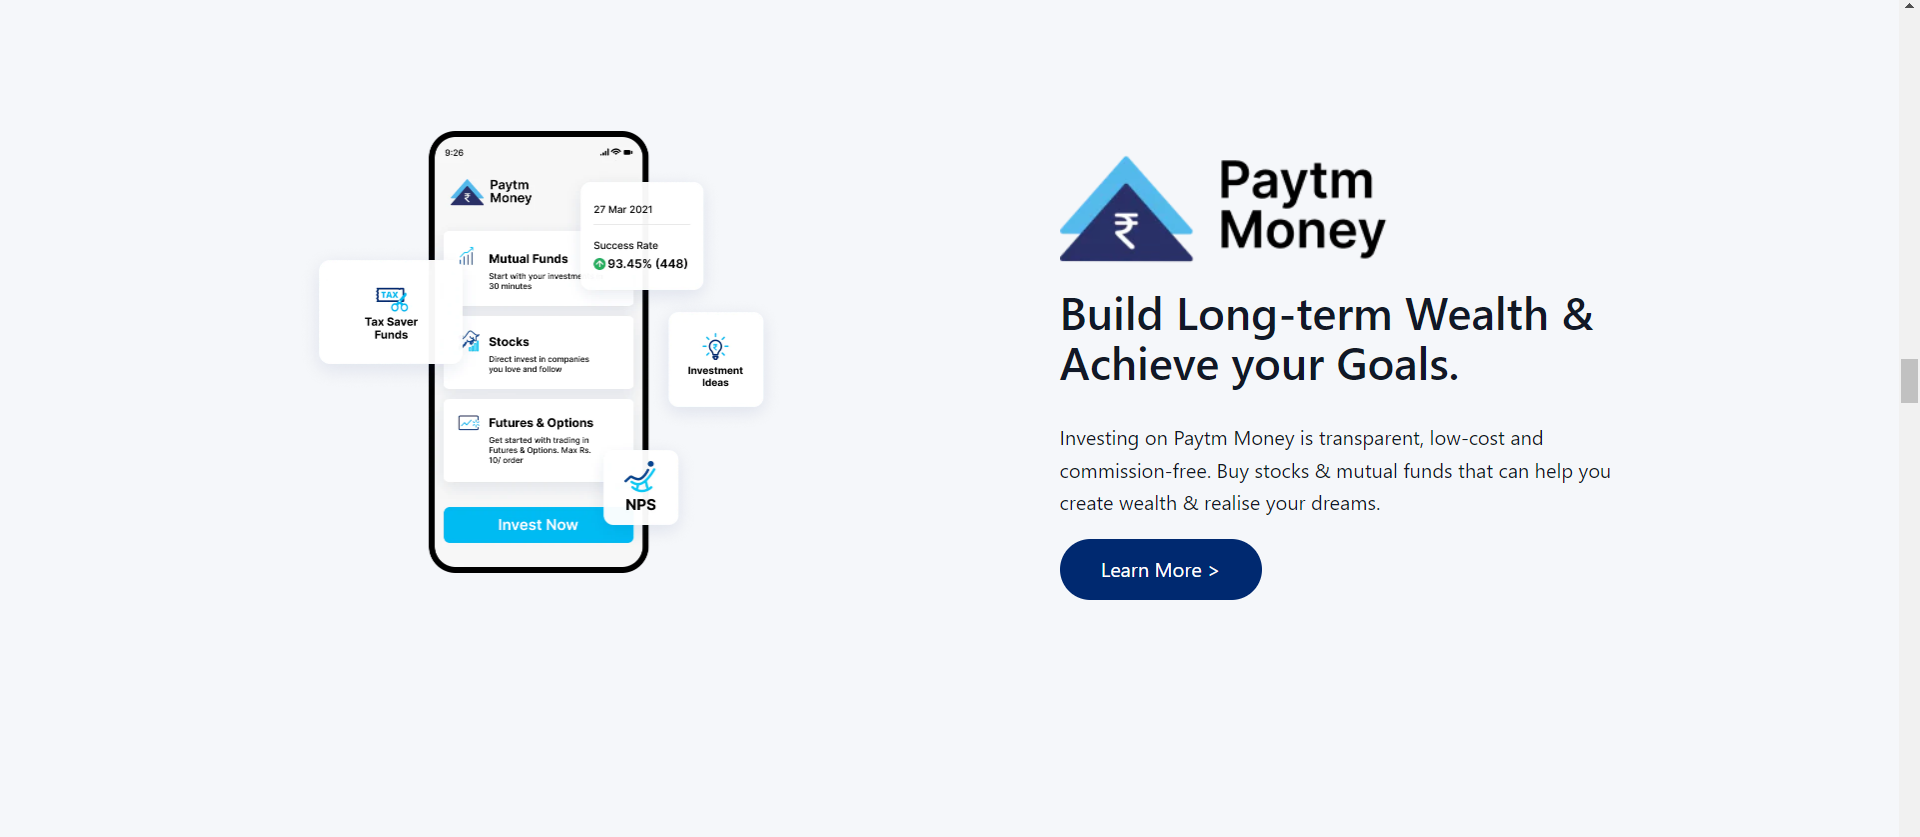 9:26
Paytm
Money
27 Mar 2021
Success Rate
93.45% (448)
Mutual Funds
Start with your
30 minutes
TAX
Tax Saver
Funds
Stocks
Direct invest in companies
you love and follow
Investment
Ideas
Futures & Options
Get started with trading in
Futures & Options. Max Rs.
10/ order
NPS
Invest Now
Paytm
Money
Build Long-term Wealth &
Achieve your Goals.
Investing on Paytm Money is transparent, low-cost and
commission-free. Buy stocks & mutual funds that can help you
create wealth & realise your dreams.
Learn More >